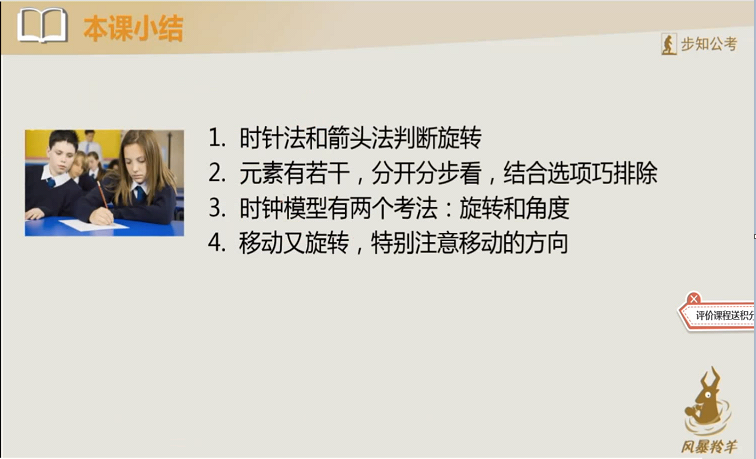 本课小结
步知公考
1. 时针法和箭头法判断旋转
2. 元素有若干，分开分步看，结合选项巧排除
3. 时钟模型有两个考法：旋转和角度
4. 移动又旋转，特别注意移动的方向
评价课程送积分
风暴羚羊